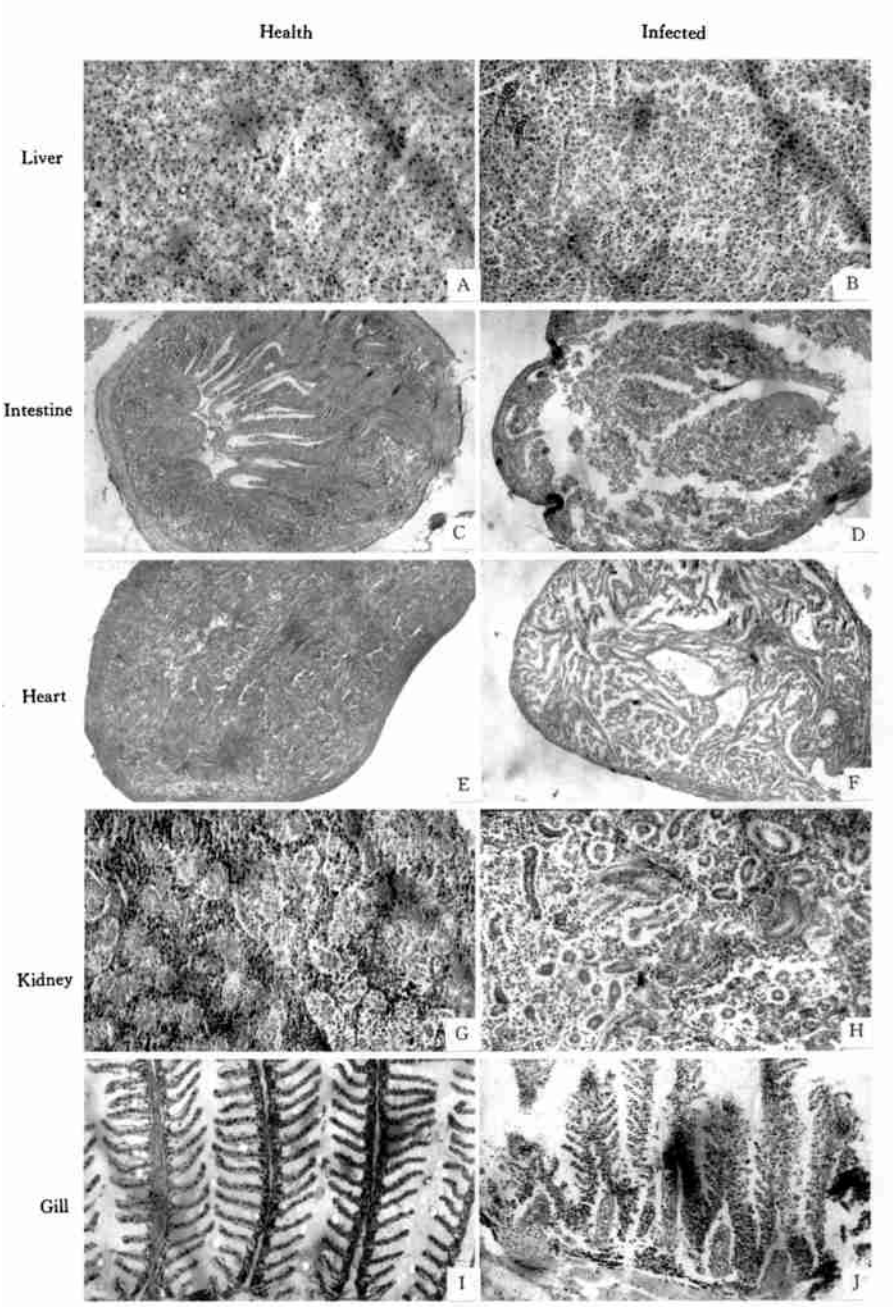 Health Infected
Liver
A B
Intestine
C D
Heart
E F
Kidney
G H
Gill
I J